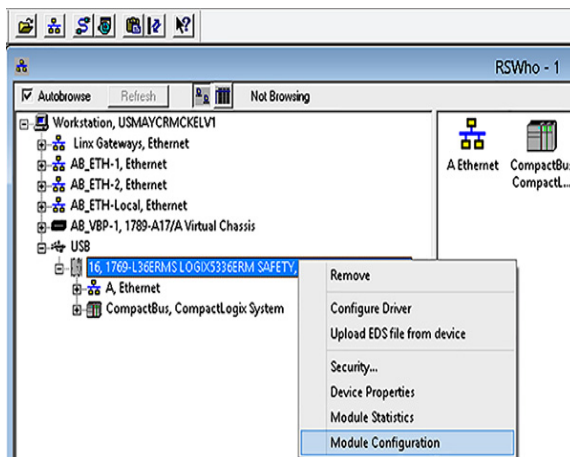 RSWho - 1
Autobrowse
Refresh
Not Browsing
Workstation, USMAYCRMCKELV1
Linx Gateways, Ethernet
AB_ETH-1, Ethernet
AB_ETH-2, Ethernet
AB_ETH-Local, Ethernet
AB_VBP-1, 1789-A17/A Virtual Chassis
USB
16, 1769-L36ERMS LOGIX5336ERM SAFETY,
A, Ethernet
CompactBus, CompactLogix System
A Ethernet
CompactBus
CompactL...
Remove
Configure Driver
Upload EDS file from device
Security...
Device Properties
Module Statistics
Module Configuration